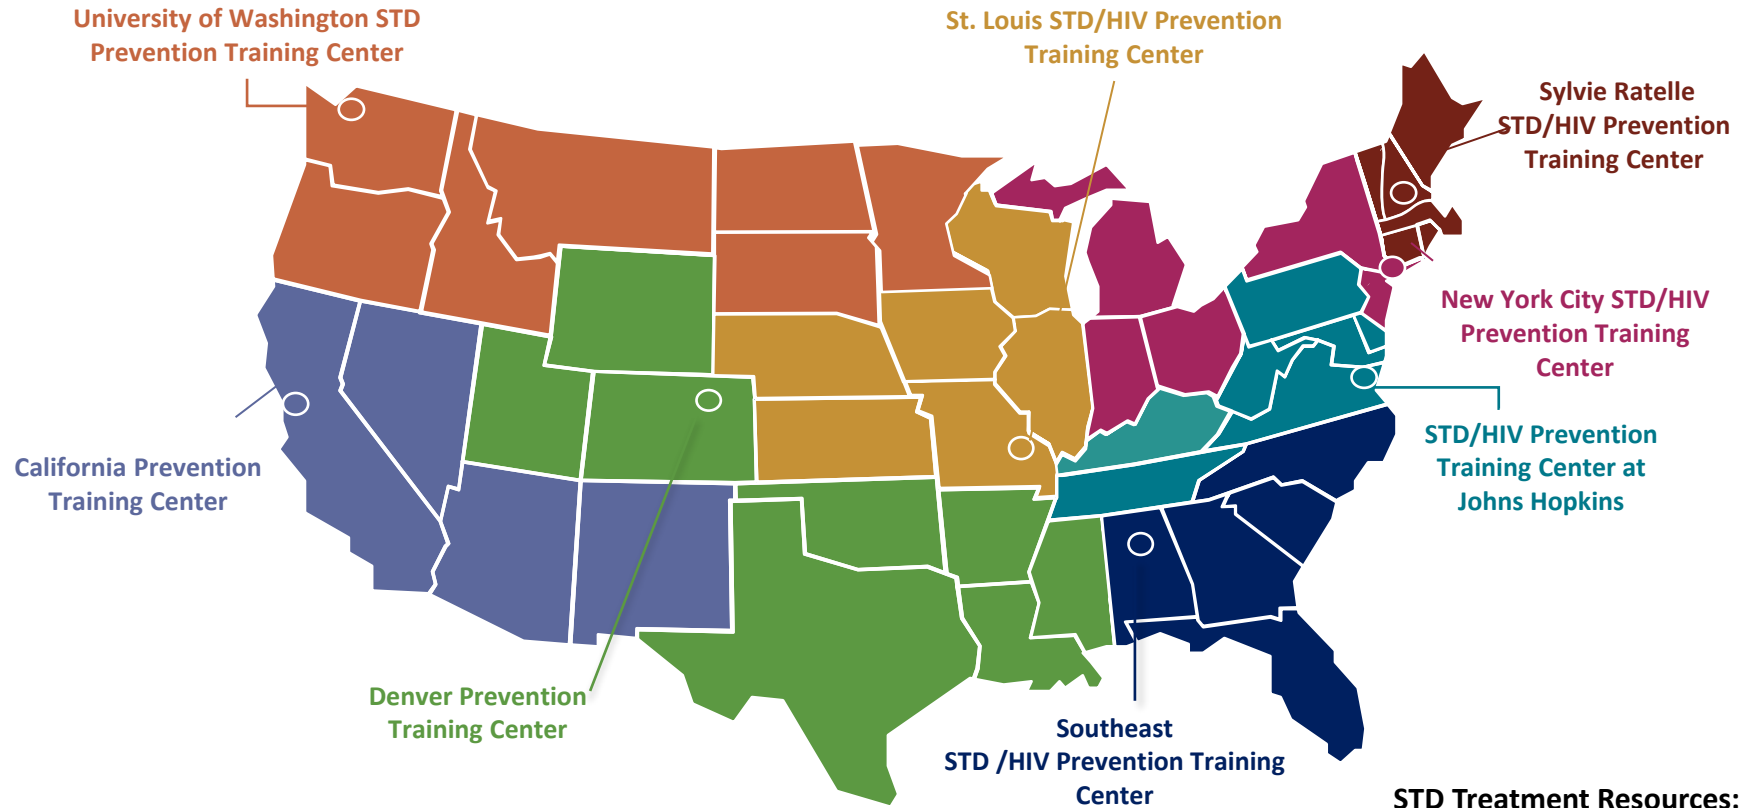 University of Washington STD
Prevention Training Center
St. Louis STD/HIV Prevention
Training Center
Sylvie Ratelle
STD/HIV Prevention
Training Center
New York City STD/HIV
Prevention Training
Center
STD/HIV Prevention
Training Center at
Johns Hopkins
California Prevention
Training Center
Denver Prevention
Training Center
Southeast
STD /HIV Prevention Training
Center
STD Treatment Resources: